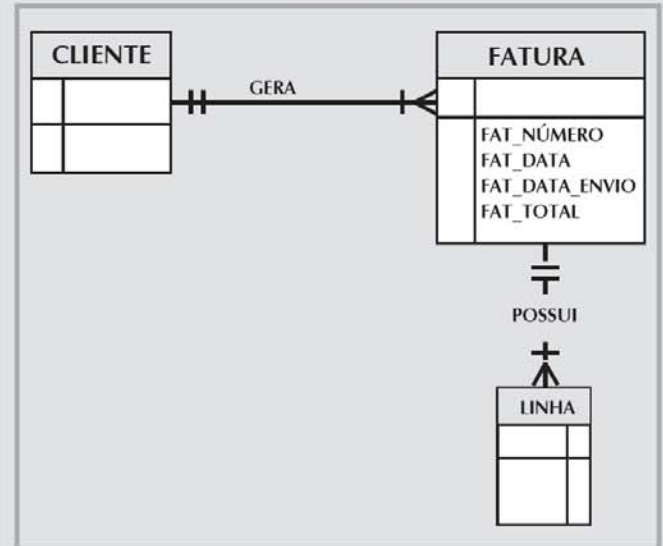 CLIENTE
GERA
FATURA
FAT_NÚMERO
FAT_DATA
FAT_DATA_ENVIO
FAT_TOTAL
POSSUI
LINHA